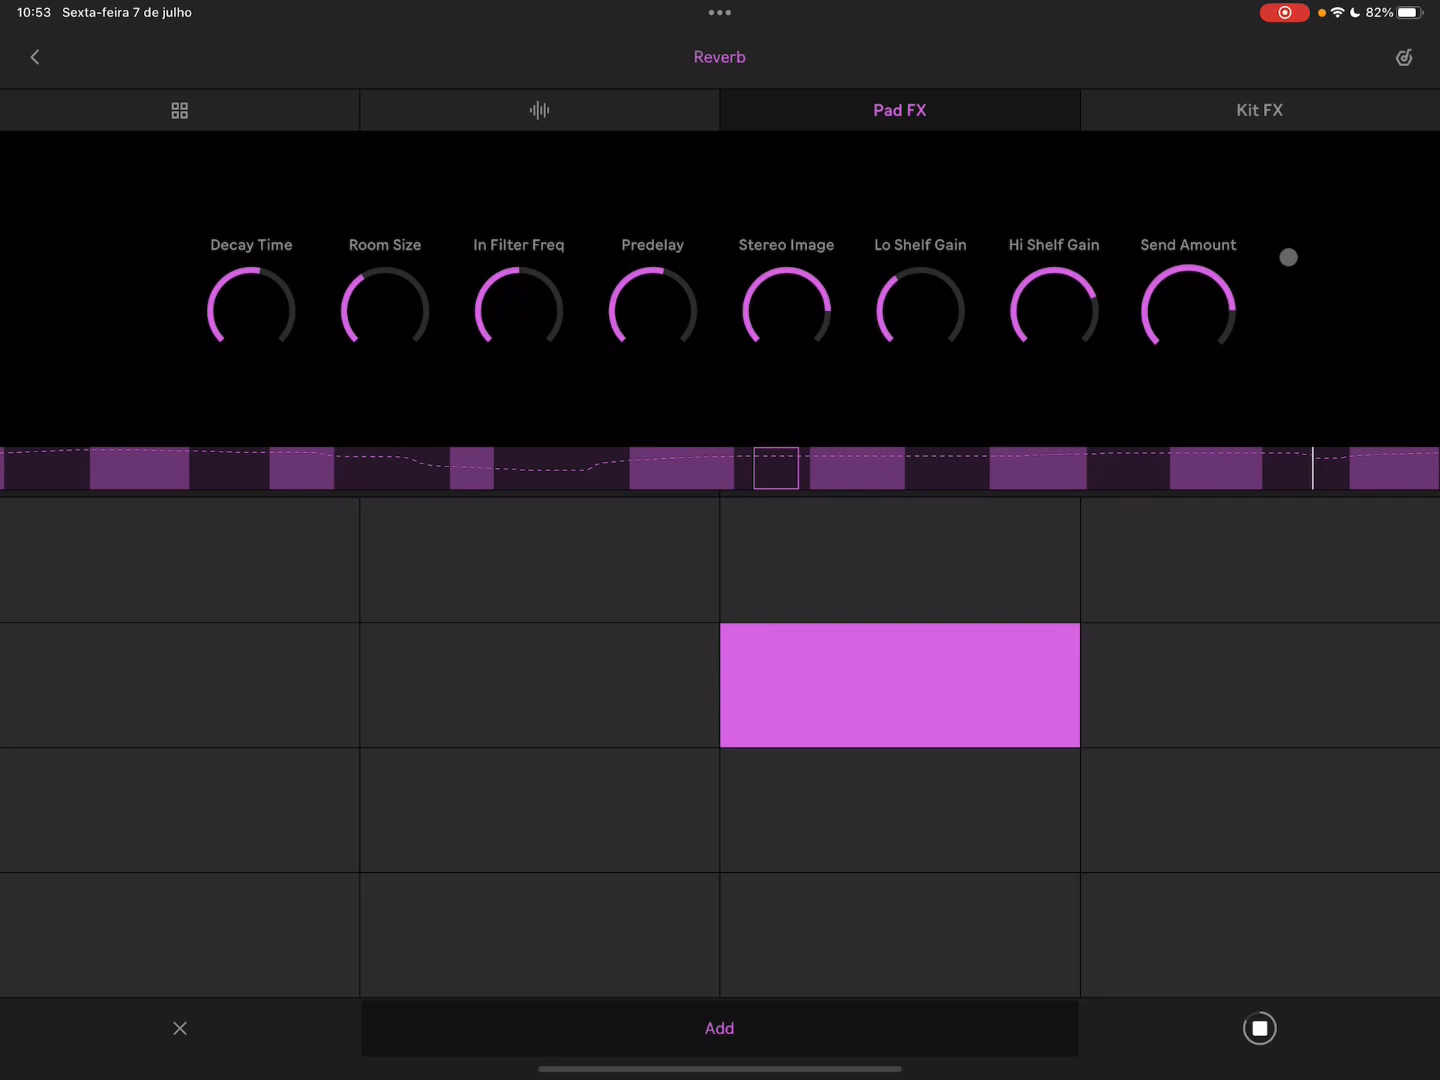 10:53 Sexta-feira 7 de julho
82%
Reverb
Pad FX
Kit FX
Decay Time
Room Size
In Filter Freq
Predelay
Stereo Image
Lo Shelf Gain
Hi Shelf Gain
Send Amount
Add